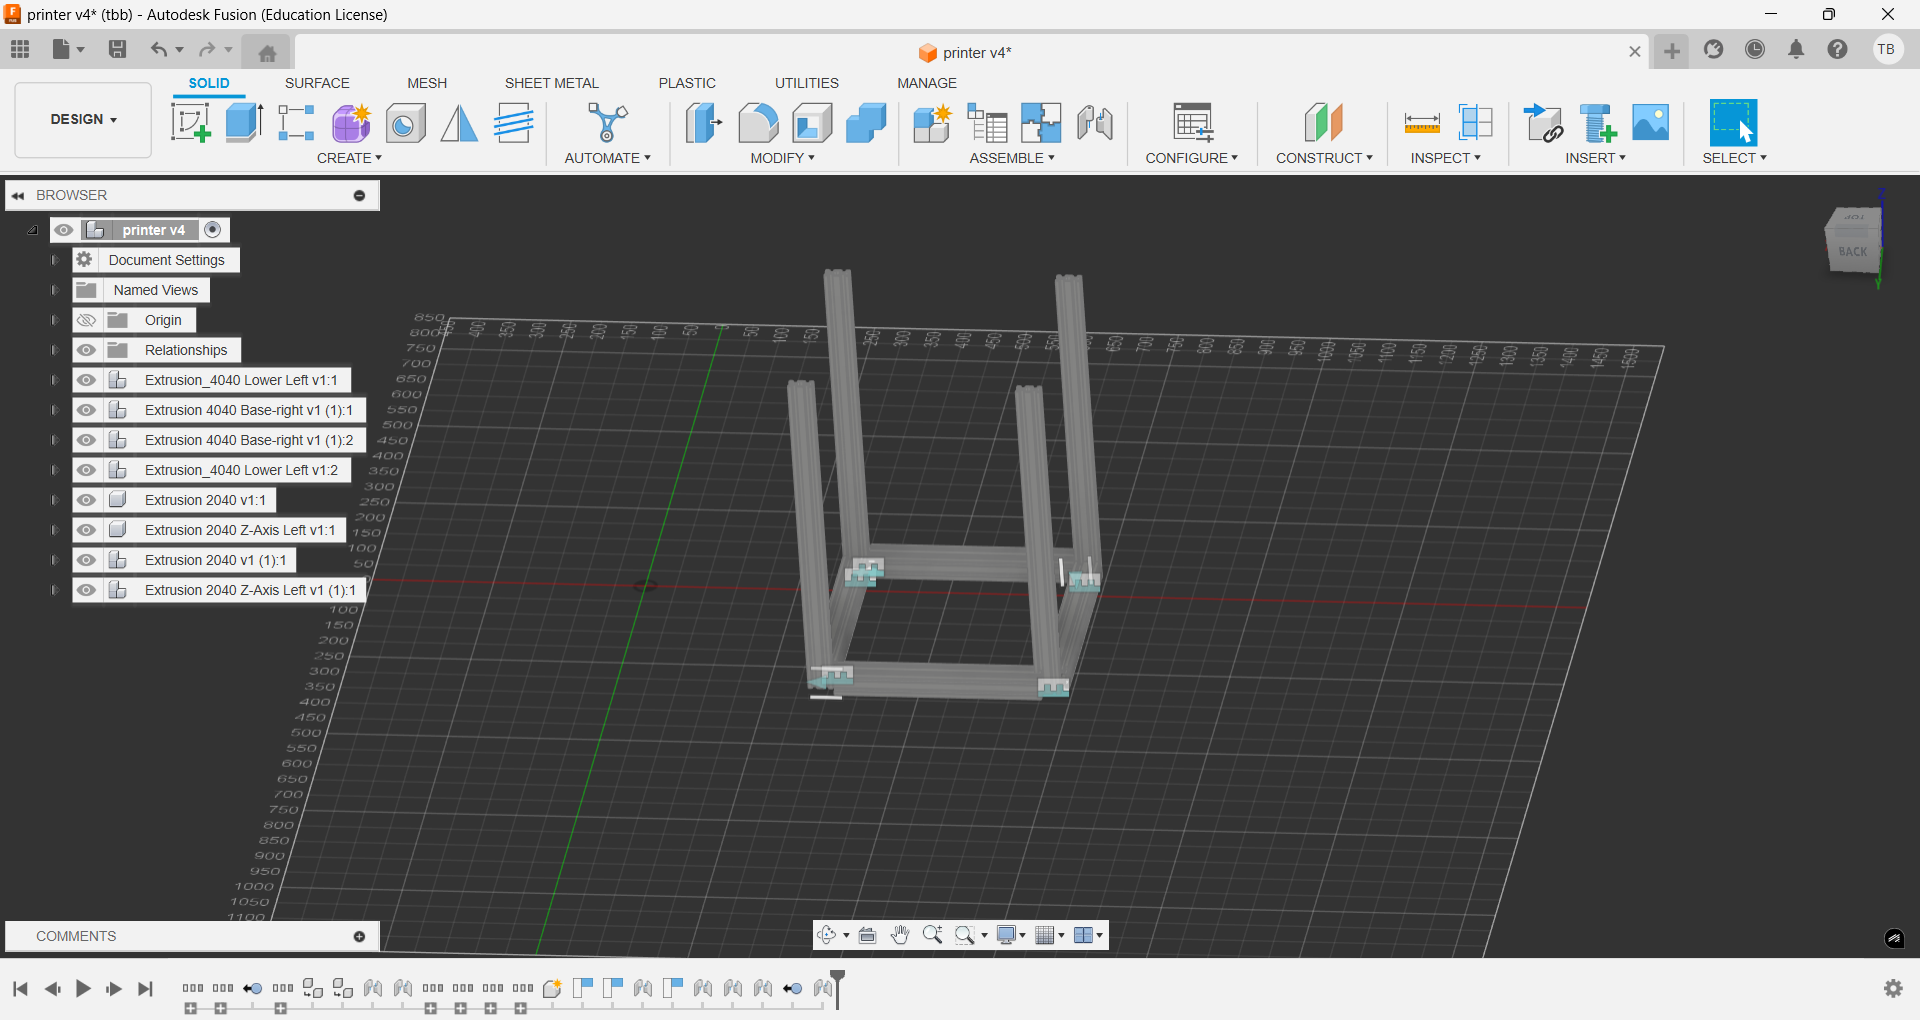 printer v4* (tbb) - Autodesk Fusion (Education License)
printer v4*
TB
SOLID
SURFACE
MESH
SHEET METAL
PLASTIC
UTILITIES
MANAGE
DESIGN
CREATE
AUTOMATE
MODIFY
ASSEMBLE
CONFIGURE
CONSTRUCT
INSPECT
INSERT
SELECT
BROWSER
printer v4
Document Settings
Named Views
Origin
Relationships
Extrusion_4040 Lower Left v1:1
Extrusion 4040 Base-right v1 (1):1
Extrusion 4040 Base-right v1 (1):2
Extrusion_4040 Lower Left v1:2
Extrusion 2040 v1:1
Extrusion 2040 Z-Axis Left v1:1
Extrusion 2040 v1 (1):1
Extrusion 2040 Z-Axis Left v1 (1):1
Z
TOP
BACK
Y
850
800
750
700
650
600
550
500
450
400
350
300
250
200
150
100
50
100
150
200
250
300
350
400
450
500
550
600
650
700
750
800
850
900
950
1000
1050
1100
400 350 300 250 200 150 100 50 0 50 100 150 250 300 350 400 450 500 550 650 700 750 800 850 900 950 1000 1050 1100 1150 1200 1250 1300 1350 1400 1450 1500
COMMENTS